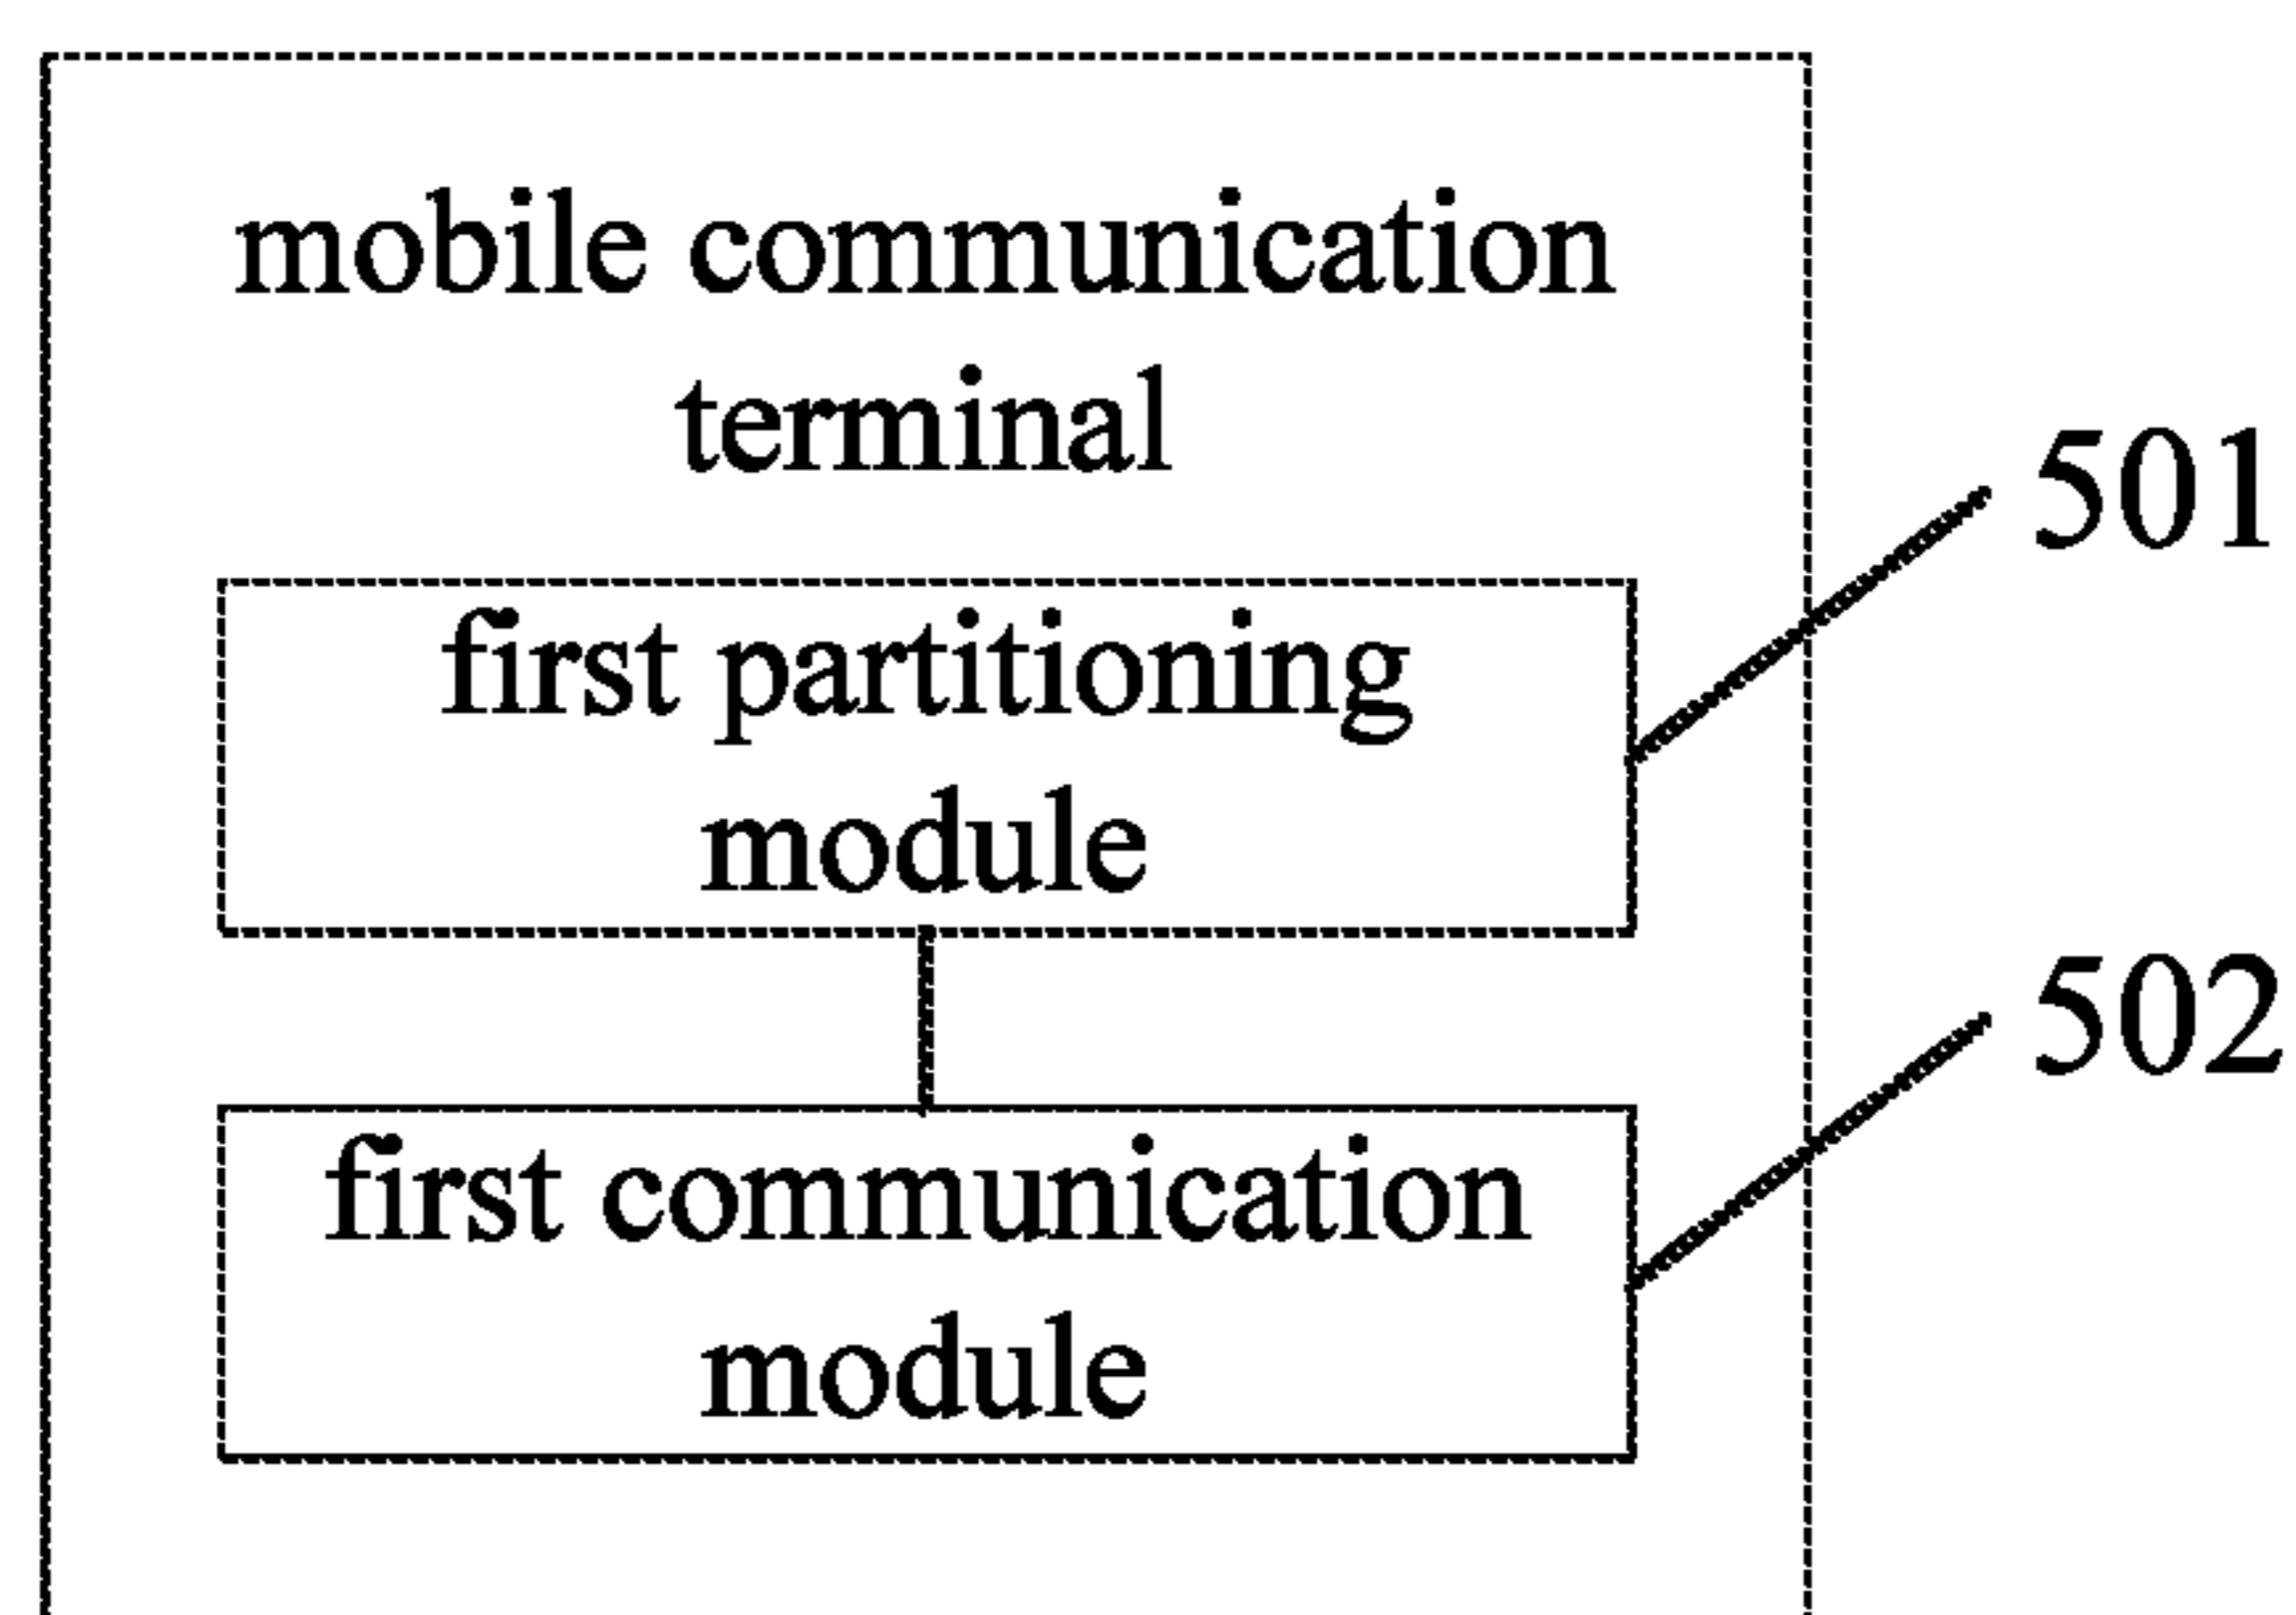 mobile communication
terminal
501
first partitioning
module
502
first communication
module